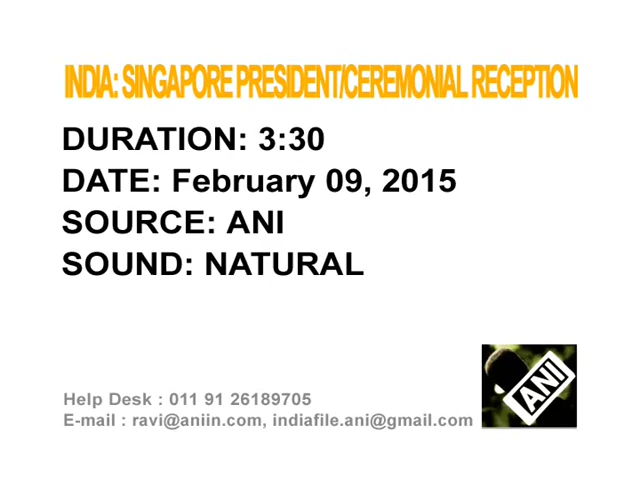 INDIA: SINGAPORE PRESIDENT/CEREMONIAL RECEPTION
DURATION: 3:30
DATE: February 09, 2015
SOURCE: ANI
SOUND: NATURAL
ANI
Help Desk : 011 91 26189705
E-mail : ravi@aniin.com, indiafile.ani@gmail.com